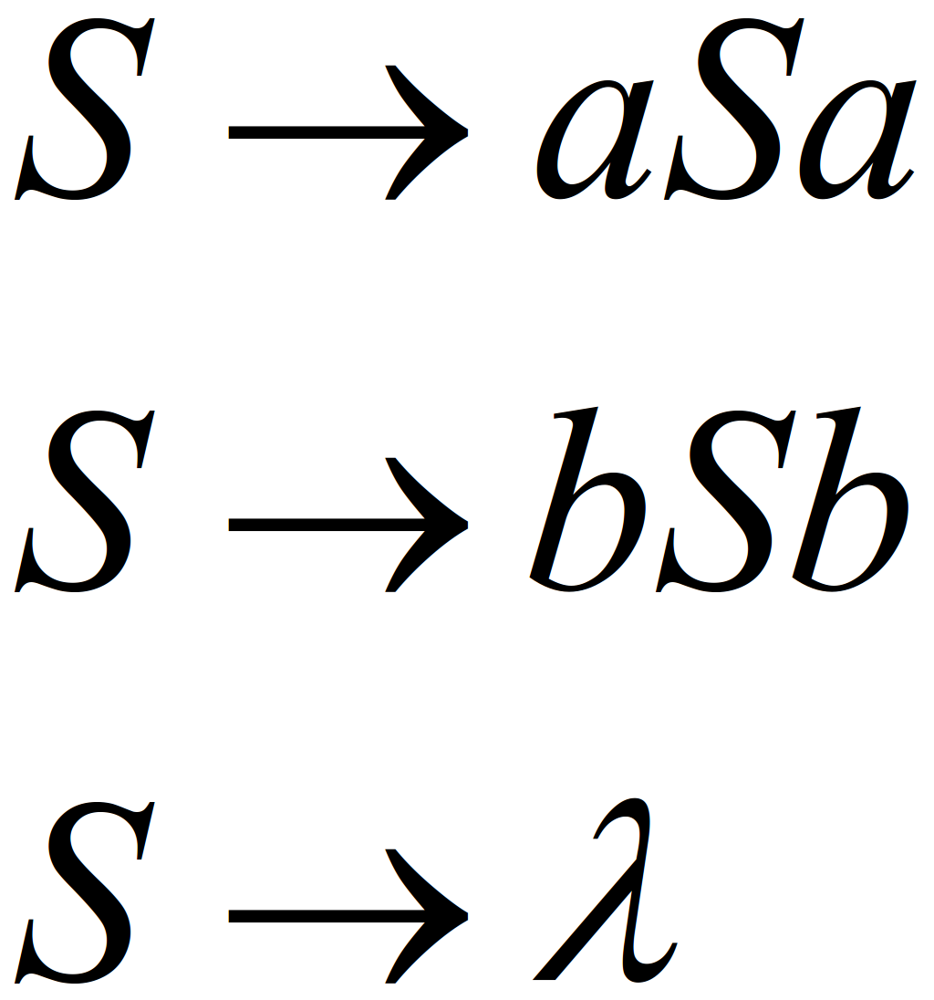 S → aSa
S → bSb
S → λ